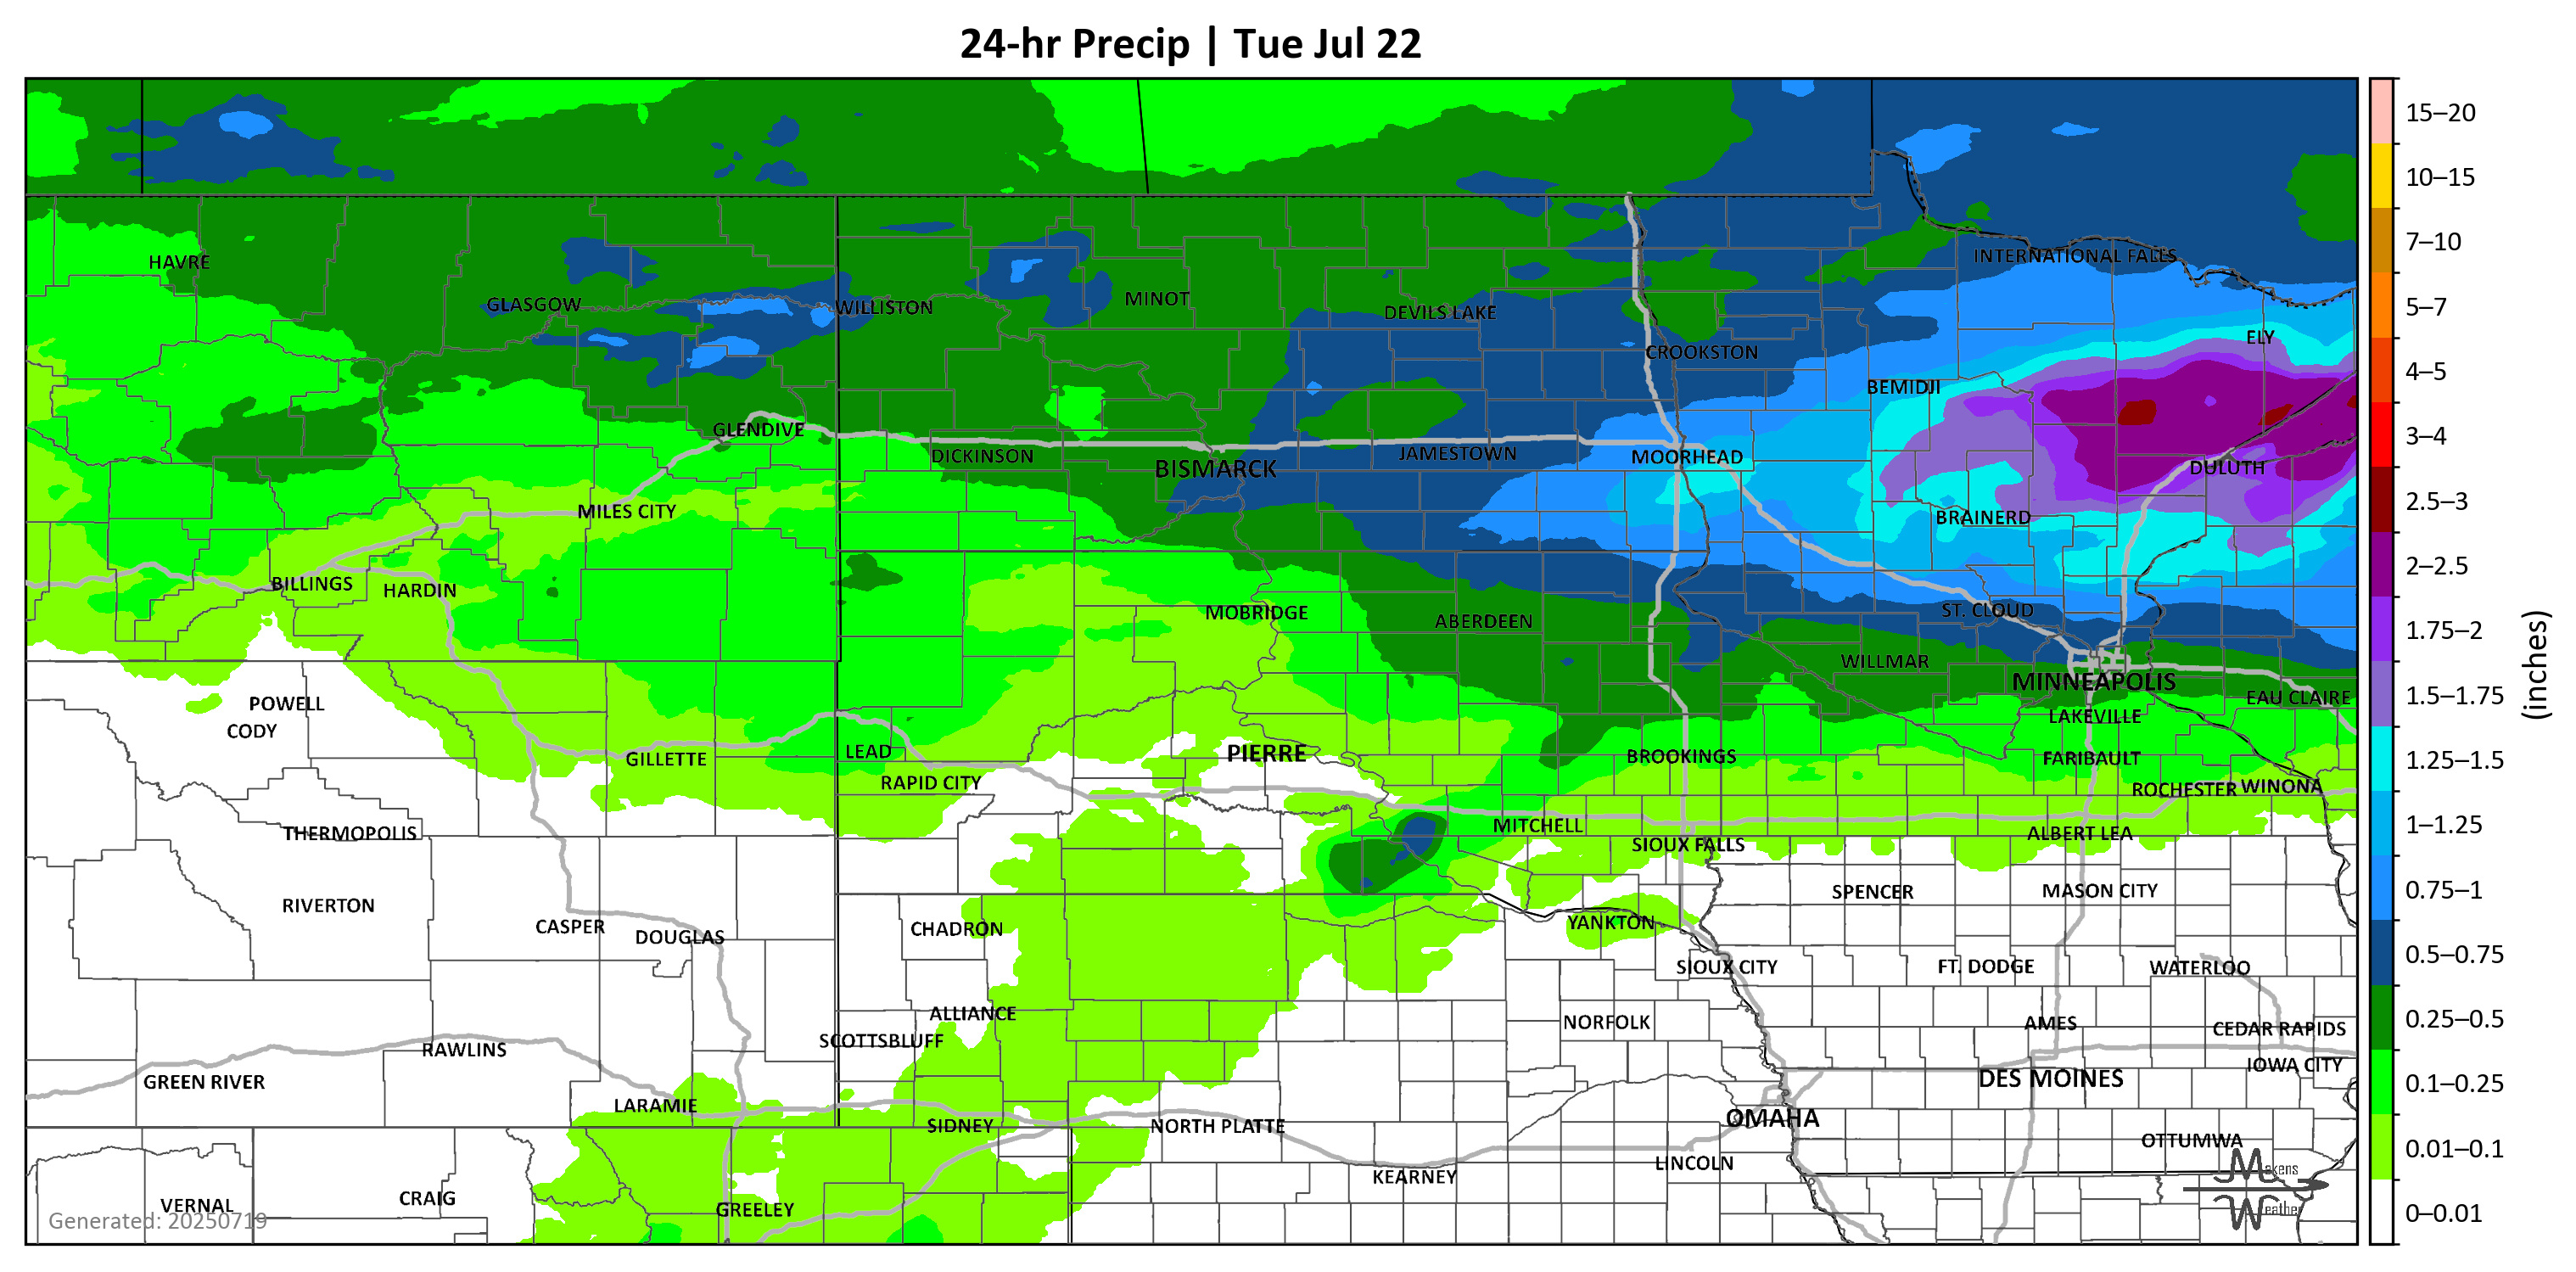 24-hr Precip | Tue Jul 22
15–20
10–15
7–10
5–7
4–5
3–4
2.5–3
2–2.5
1.75–2
1.5–1.75
1.25–1.5
1–1.25
0.75–1
0.5–0.75
0.25–0.5
0.1–0.25
0.01–0.1
0–0.01
(inches)
INTERNATIONAL FALLS
HAVRE
GLASGOW
WILLISTON
MINOT
DEVILS LAKE
ELY
CROOKSTON
BEMIDJI
GLENDIVE
DICKINSON
BISMARCK
JAMESTOWN
MOORHEAD
DULUTH
MILES CITY
BRAINERD
BILLINGS
HARDIN
MOBRIDGE
ABERDEEN
ST. CLOUD
WILLMAR
MINNEAPOLIS
EAU CLAIRE
POWELL
CODY
LAKEVILLE
GILLETTE
LEAD
PIERRE
BROOKINGS
FARIBAULT
RAPID CITY
ROCHESTER
WINONA
THERMOPOLIS
MITCHELL
ALBERT LEA
SIOUX FALLS
RIVERTON
SPENCER
MASON CITY
CASPER
DOUGLAS
CHADRON
YANKTON
SIOUX CITY
FT. DODGE
WATERLOO
ALLIANCE
SCOTTSBLUFF
NORFOLK
AMES
CEDAR RAPIDS
RAWLINS
IOWA CITY
GREEN RIVER
DES MOINES
LARAMIE
SIDNEY
NORTH PLATTE
OMAHA
OTTUMWA
LINCOLN
KEARNEY
VERNAL
CRAIG
GREELEY
Makens
Weather
Generated: 20250719